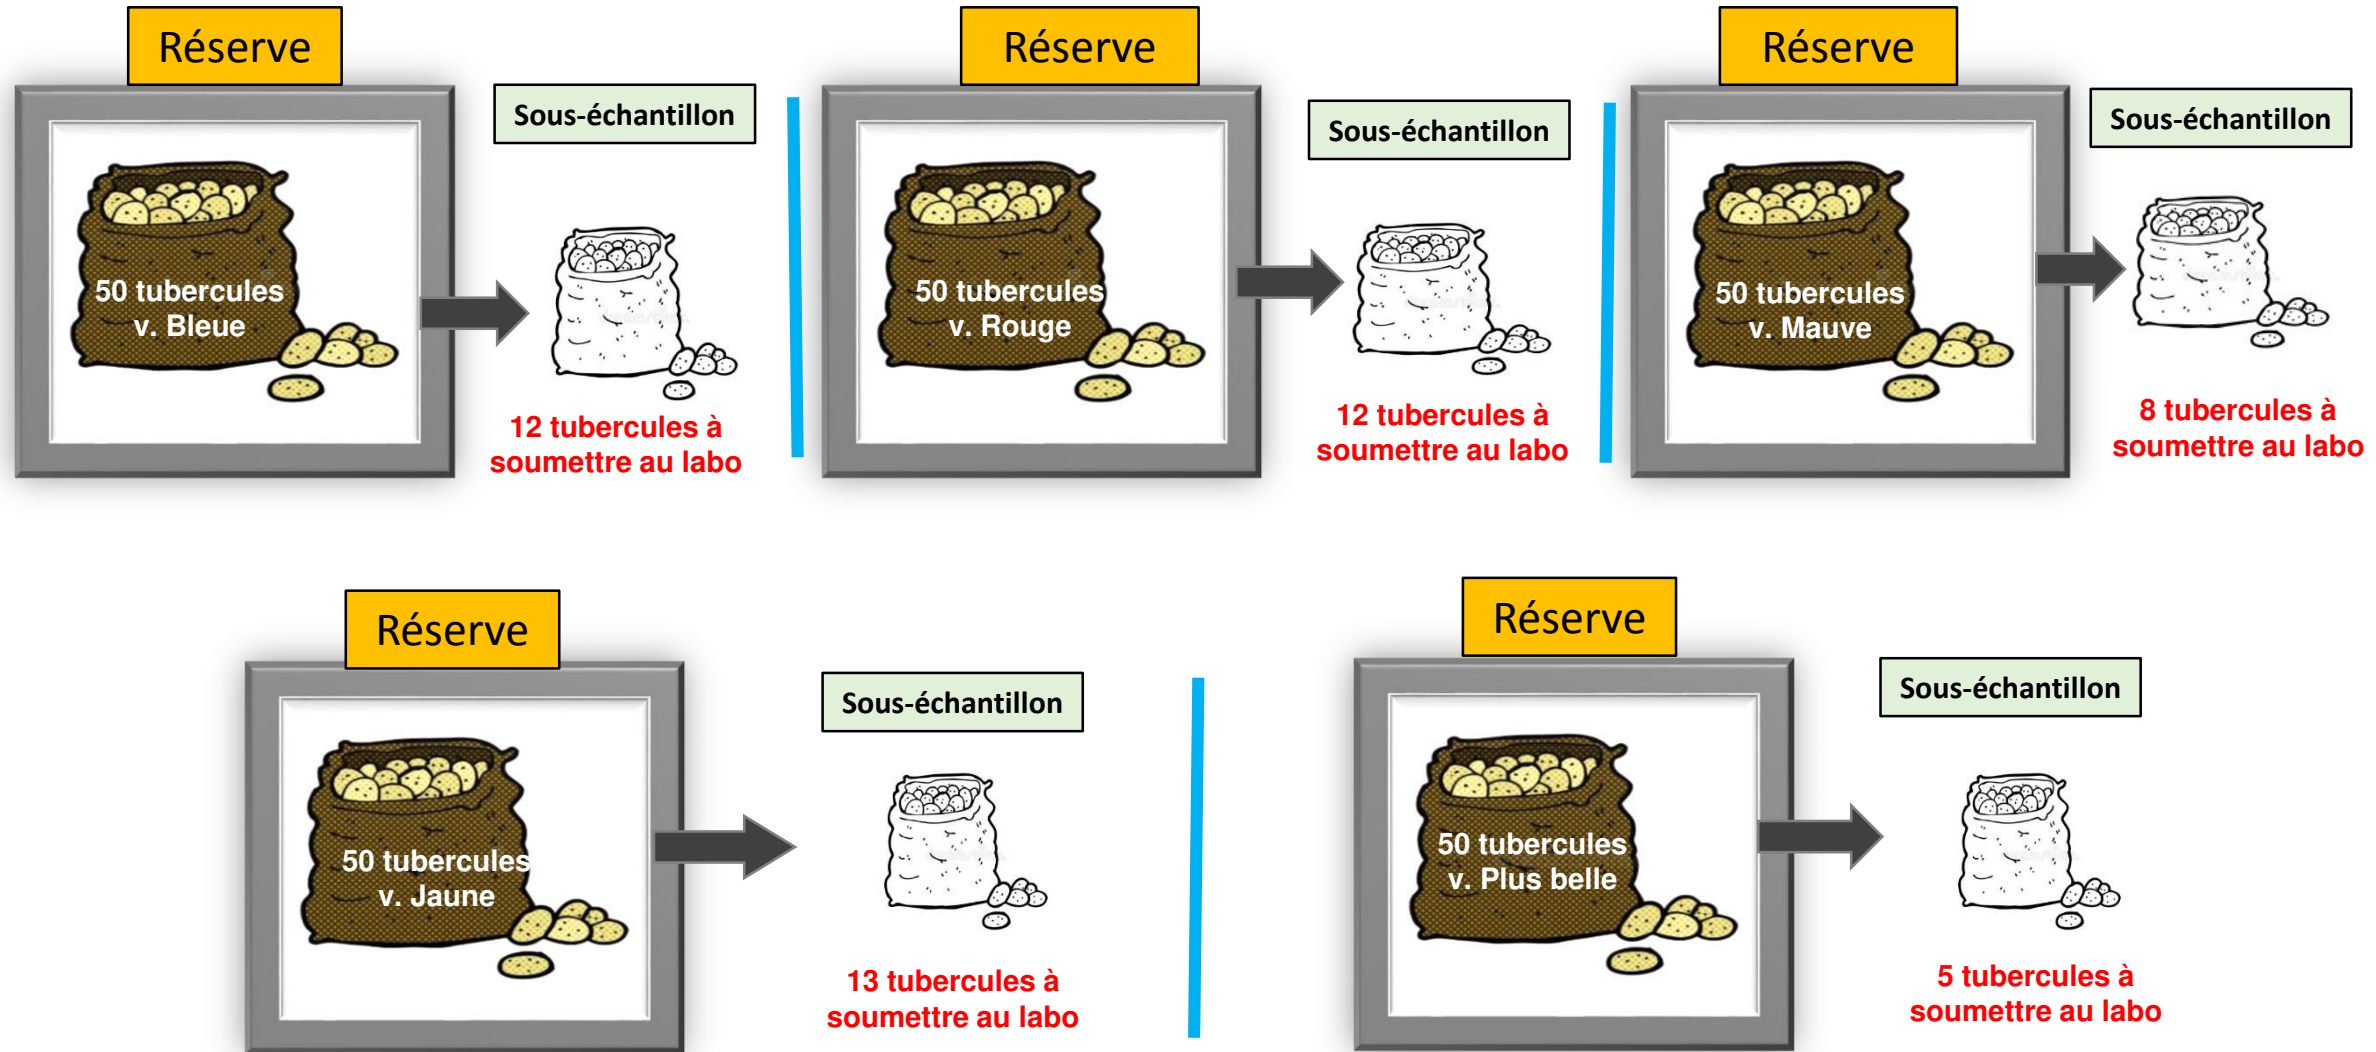 Réserve
Sous-échantillon
50 tubercules
v. Bleue
12 tubercules à
soumettre au labo
Réserve
Sous-échantillon
50 tubercules
v. Rouge
12 tubercules à
soumettre au labo
Réserve
Sous-échantillon
50 tubercules
v. Mauve
8 tubercules à
soumettre au labo
Réserve
Sous-échantillon
50 tubercules
v. Jaune
13 tubercules à
soumettre au labo
Réserve
Sous-échantillon
50 tubercules
v. Plus belle
5 tubercules à
soumettre au labo